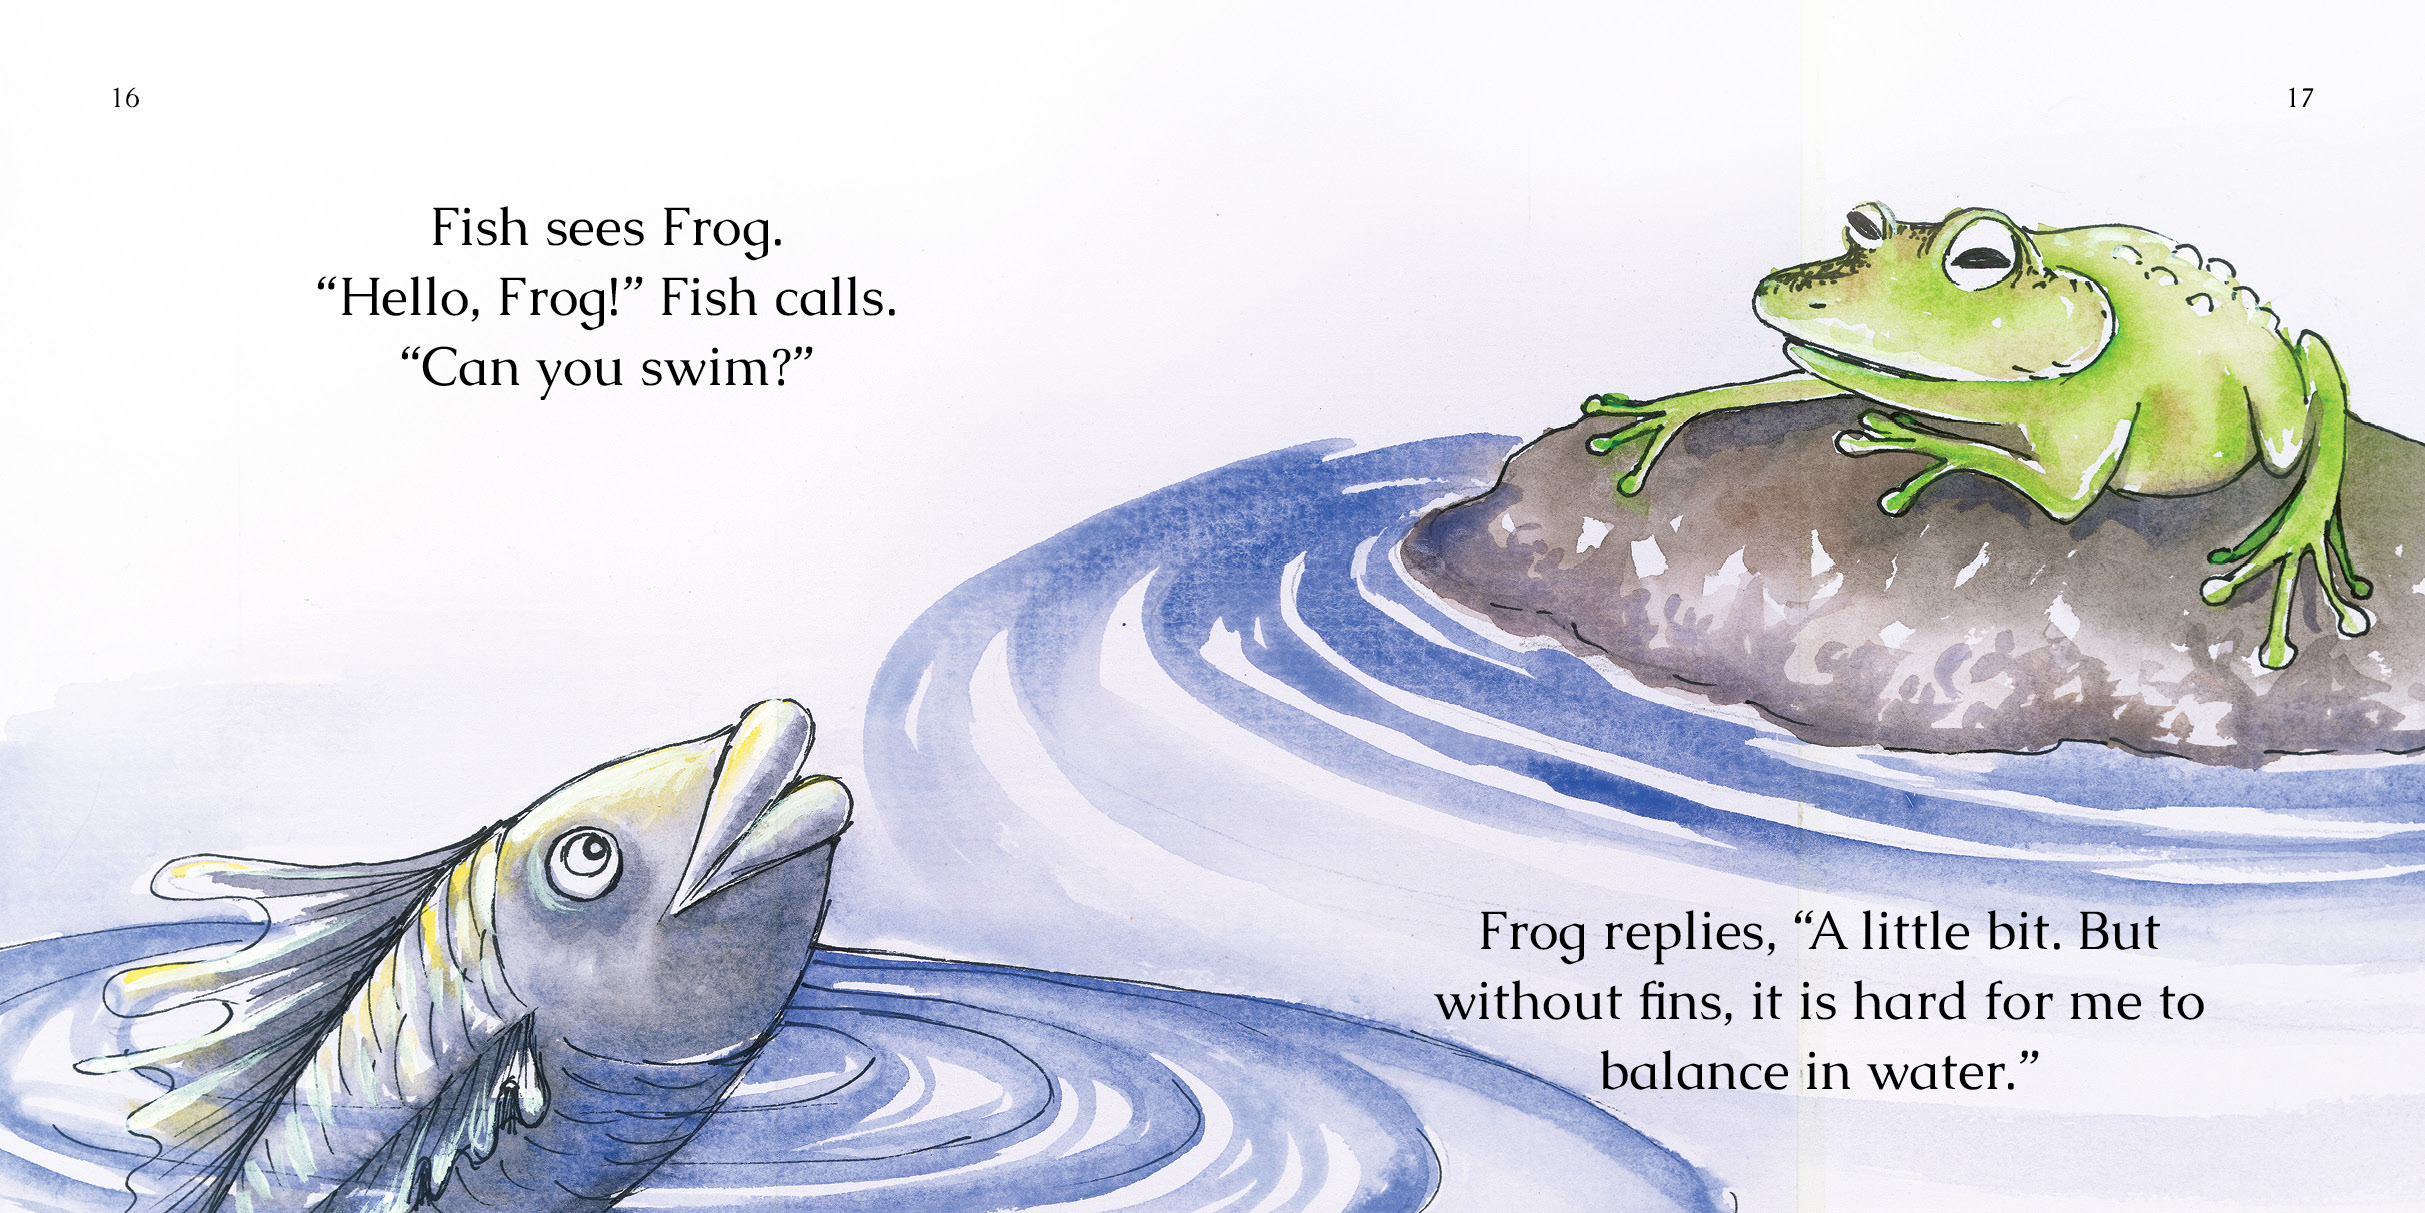 16
Fish sees Frog.
“Hello, Frog!” Fish calls.
“Can you swim?”
17
Frog replies, “A little bit. But
without fins, it is hard for me to
balance in water.”